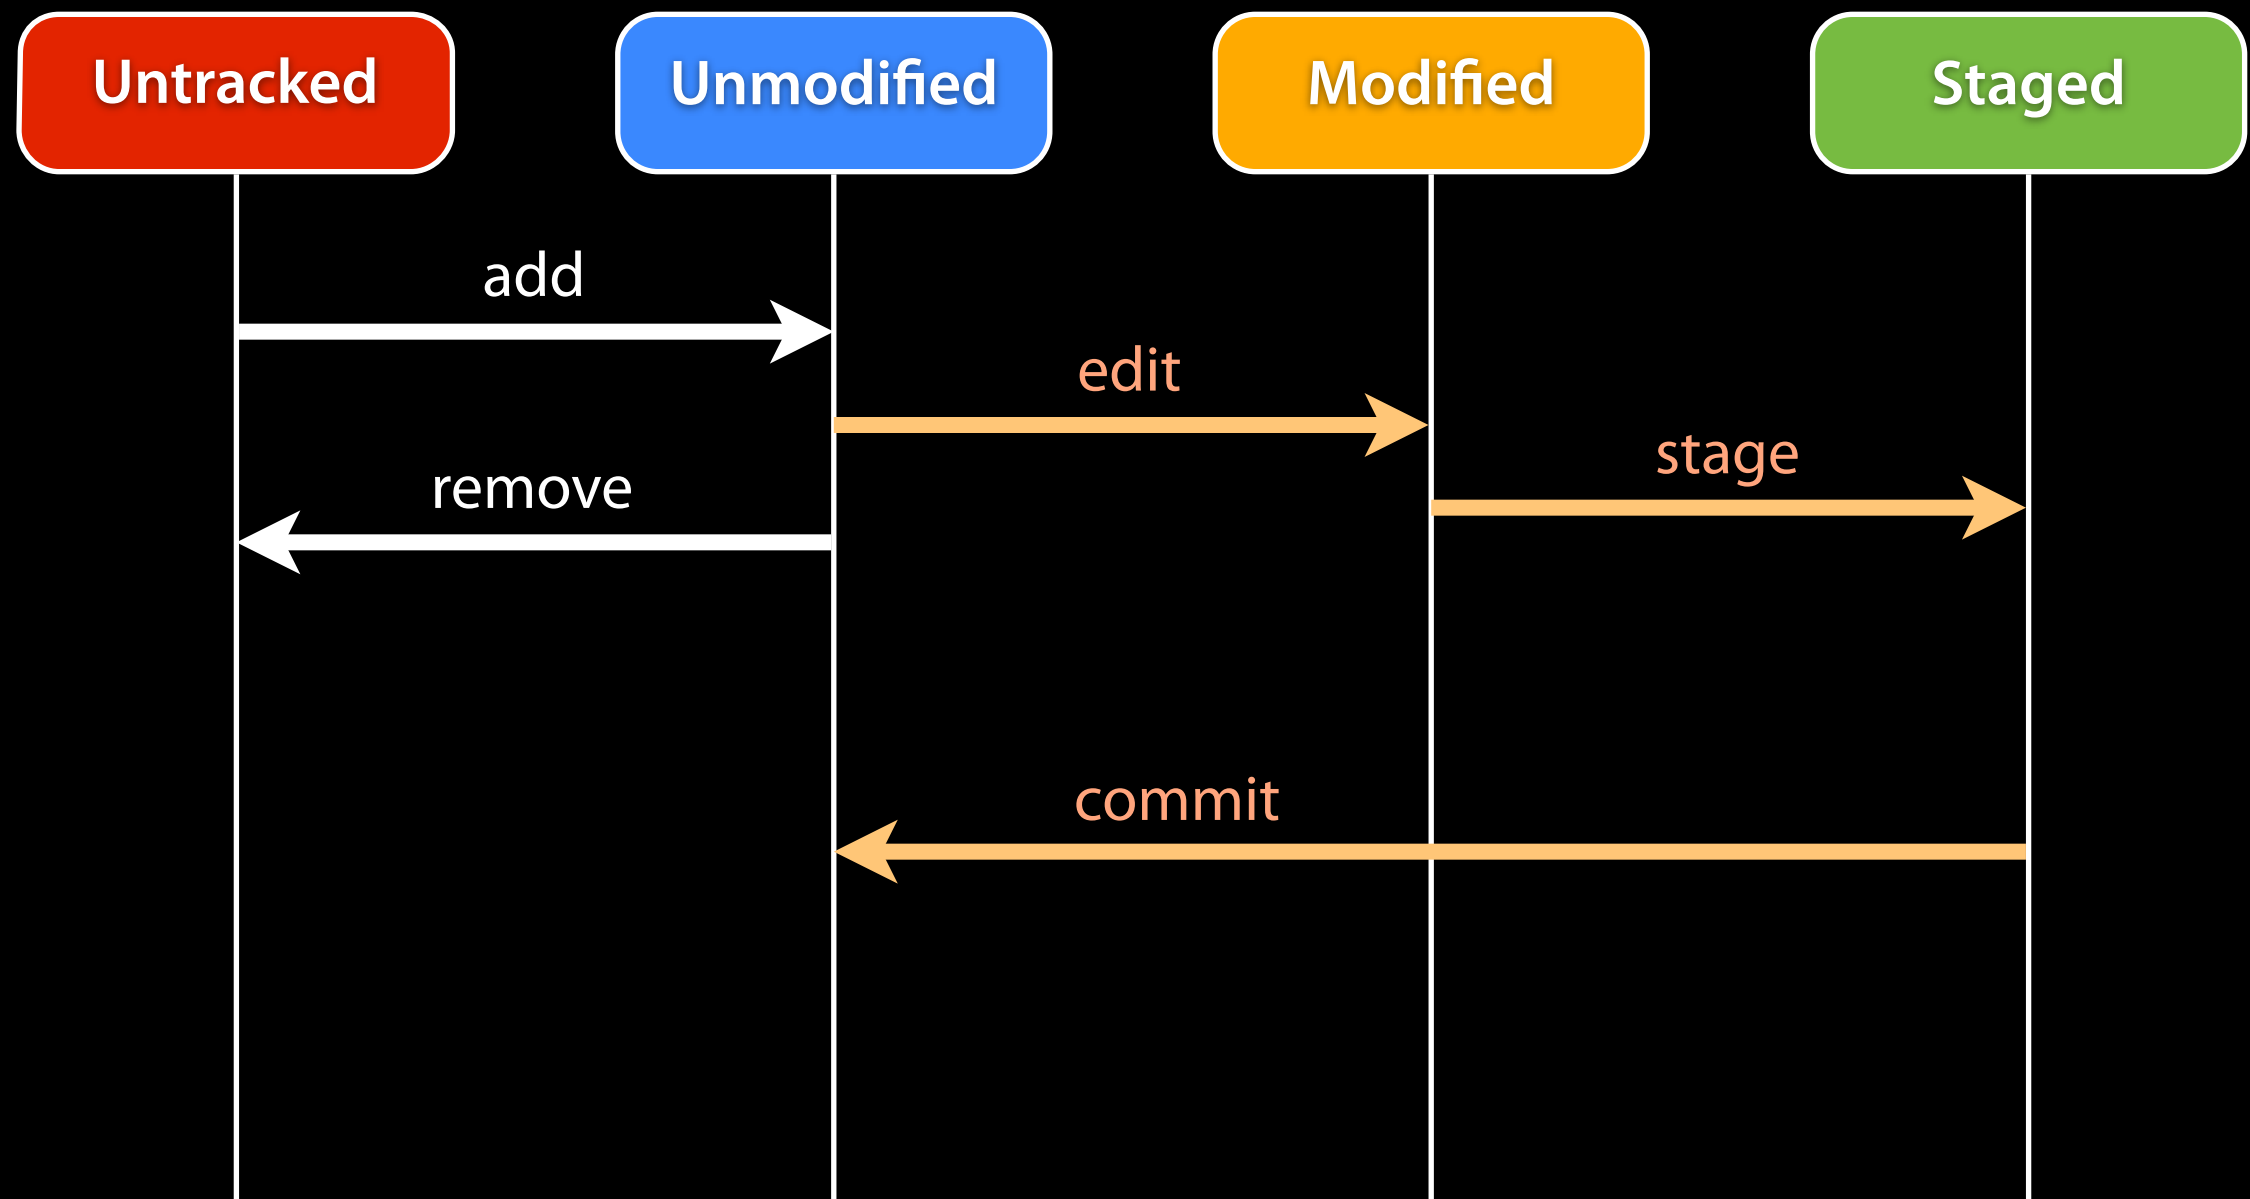 Untracked
Unmodified
Modified
Staged
add
edit
stage
remove
commit